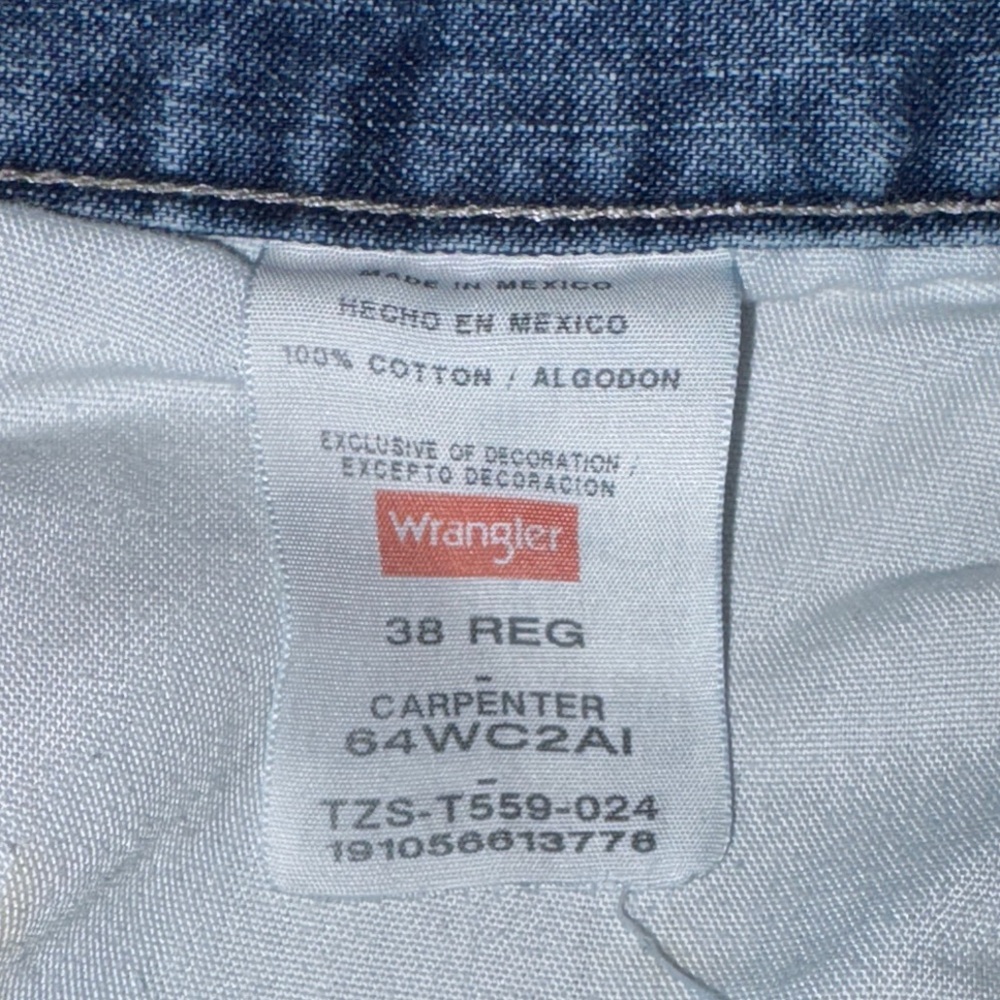 MADE IN MEXICO
HECHO EN MEXICO
100% COTTON / ALGODON
EXCLUSIVE OF DECORATION /
EXCEPTO DECORACION
Wrangler
38 REG
-
CARPENTER
64WC2AI
-
TZS-T559-024
191056613778